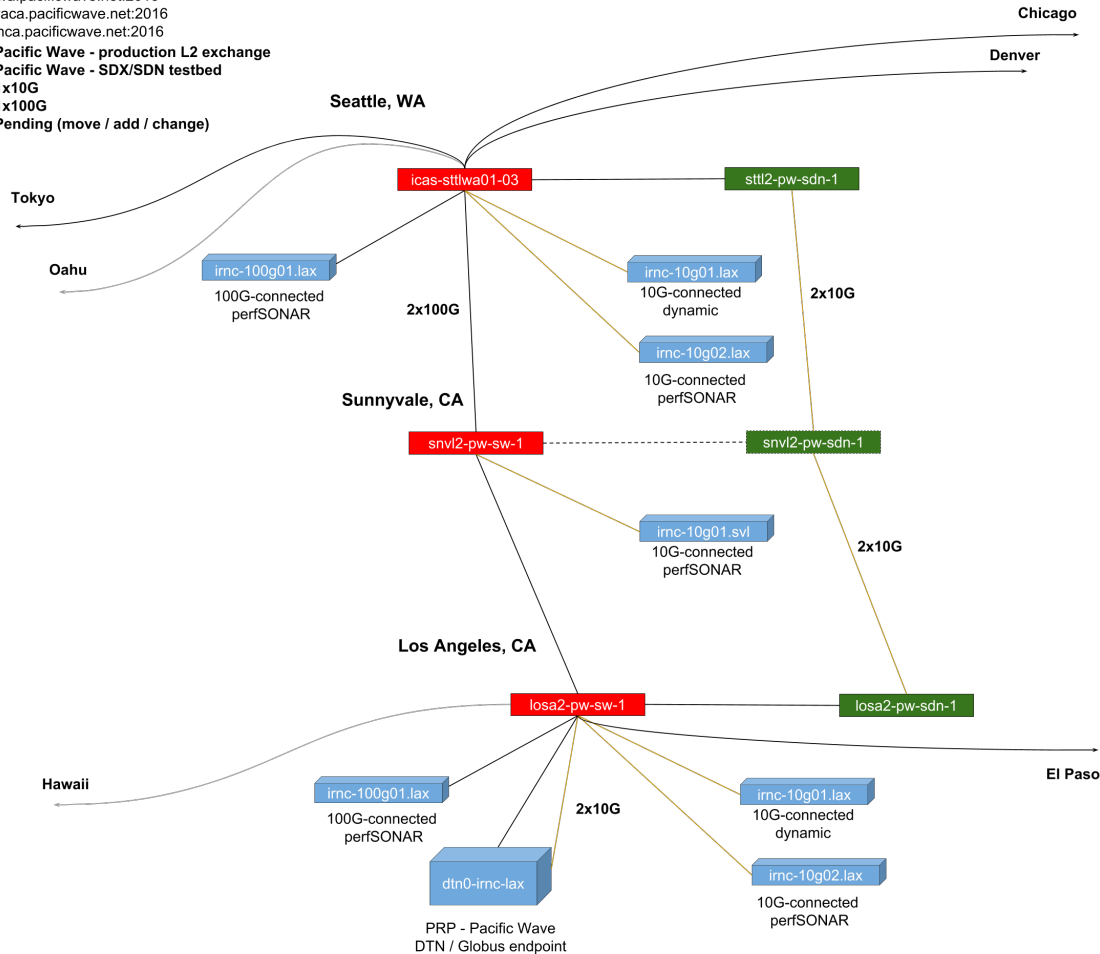 aca.pacificwave.net:2016
nca.pacificwave.net:2016
Pacific Wave - production L2 exchange
Pacific Wave - SDX/SDN testbed
1x10G
1x100G
Pending (move / add / change)
Chicago
Denver
Seattle, WA
icas-sttlwa01-03
sttl2-pw-sdn-1
Tokyo
Oahu
irnc-100g01.lax
100G-connected
perfSONAR
2x100G
irnc-10g01.lax
10G-connected
dynamic
2x10G
irnc-10g02.lax
10G-connected
perfSONAR
Sunnyvale, CA
snvl2-pw-sw-1
snvl2-pw-sdn-1
irnc-10g01.svl
10G-connected
perfSONAR
2x10G
Los Angeles, CA
losa2-pw-sw-1
losa2-pw-sdn-1
Hawaii
El Paso
irnc-100g01.lax
100G-connected
perfSONAR
2x10G
irnc-10g01.lax
10G-connected
dynamic
dtn0-irnc-lax
PRP - Pacific Wave
DTN / Globus endpoint
irnc-10g02.lax
10G-connected
perfSONAR